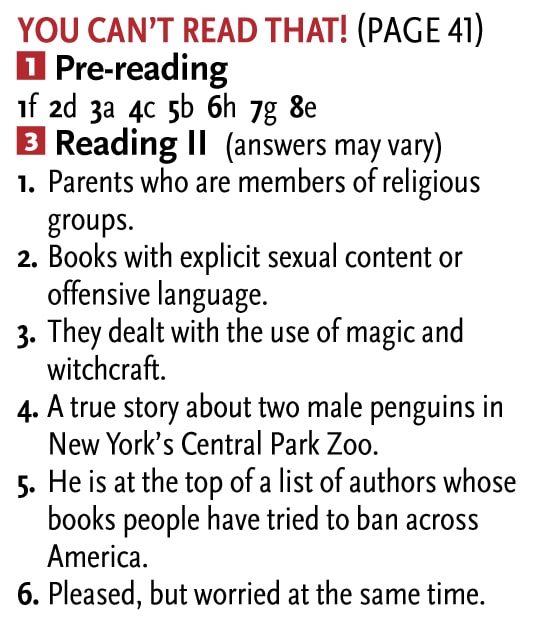 YOU CAN'T READ THAT! (PAGE 41)
1 Pre-reading
1f 2d 3a 4c 5b 6h 7g 8e
3 Reading II (answers may vary)
1. Parents who are members of religious
groups.
2. Books with explicit sexual content or
offensive language.
3. They dealt with the use of magic and
witchcraft.
4. A true story about two male penguins in
New York's Central Park Zoo.
5. He is at the top of a list of authors whose
books people have tried to ban across
America.
6. Pleased, but worried at the same time.